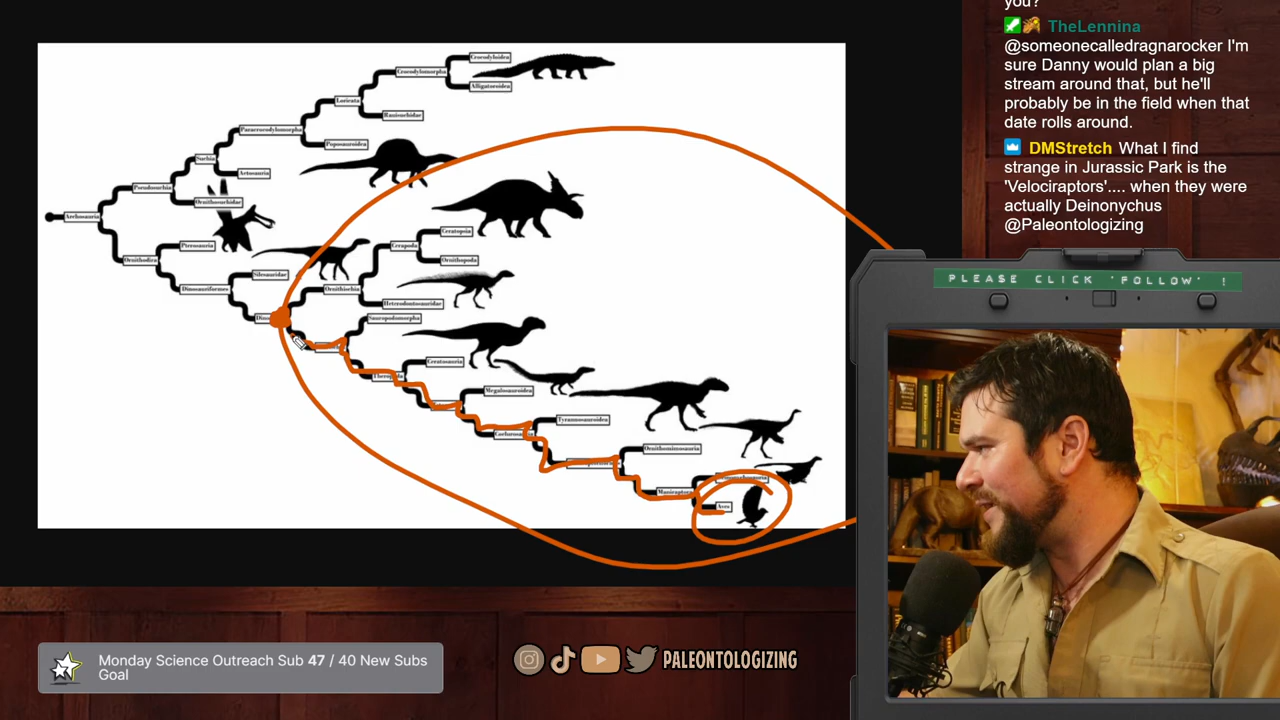 you?
TheLennina
@someonecalledragnarocker I'm
sure Danny would plan a big
stream around that, but he'll
probably be in the field when that
date rolls around.
DMStretch What I find
strange in Jurassic Park is the
'Velociraptors'.... when they were
actually Deinonychus
@Paleontologizing
PLEASE CLICK 'FOLLOW' !
Crocodyloidea
Crocodylomorpha
Alligatoroidea
Loricata
Rauisuchidae
Paracrocodylomorpha
Poposauroidea
Suchia
Aetosauria
Pseudosuchia
Ornithosuchidae
Archosauria
Ceratopsia
Pterosauria
Cerapoda
Ornithodira
Ornithopoda
Silesauridae
Dinosauriformes
Ornithischia
Heterodontosauridae
Sauropodomorpha
Ceratosauria
Megalosauroidea
Tyrannosauroidea
Ornithomimosauria
Maniraptora
Aves
Monday Science Outreach Sub 47 / 40 New Subs
Goal
PALEONTOLOGIZING